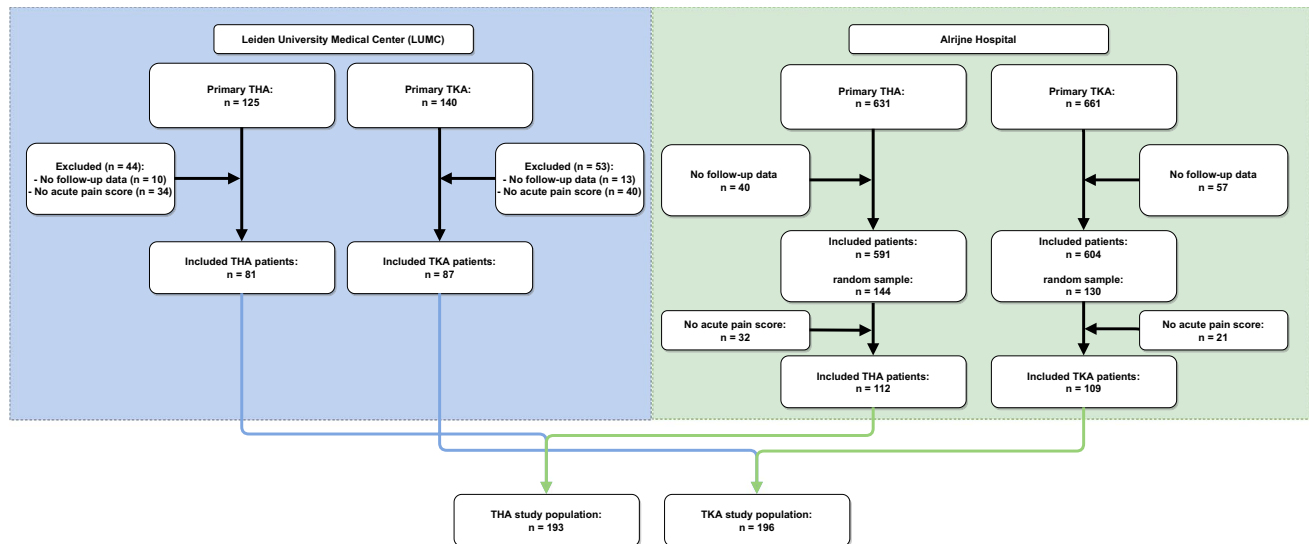 Leiden University Medical Center (LUMC)
Primary THA:
n = 125
Primary TKA:
n = 140
Excluded (n = 44):
- No follow-up data (n = 10)
- No acute pain score (n = 34)
Excluded (n = 53):
- No follow-up data (n = 13)
- No acute pain score (n = 40)
Included THA patients:
n = 81
Included TKA patients:
n = 87
Alrijne Hospital
Primary THA:
n = 631
Primary TKA:
n = 661
No follow-up data
n = 40
No follow-up data
n = 57
Included patients:
n = 591
random sample:
n = 144
Included patients:
n = 604
random sample:
n = 130
No acute pain score:
n = 32
No acute pain score:
n = 21
Included THA patients:
n = 112
Included TKA patients:
n = 109
THA study population:
n = 193
TKA study population:
n = 196